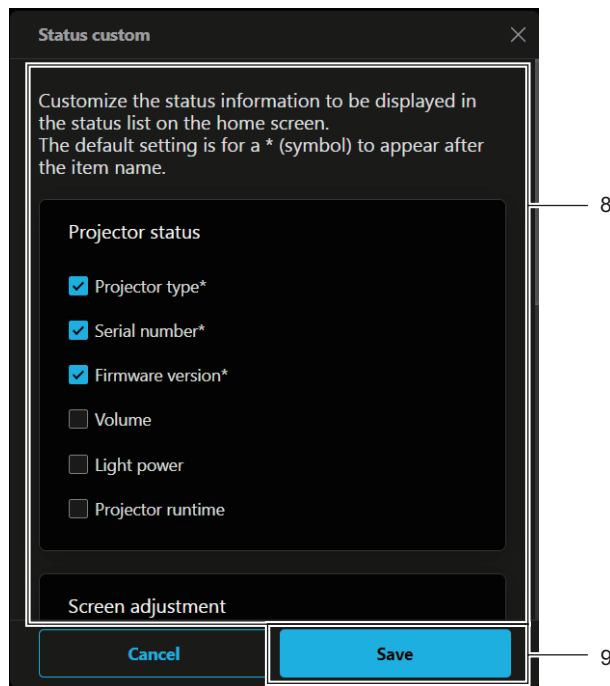 Status custom
Customize the status information to be displayed in
the status list on the home screen.
The default setting is for a * (symbol) to appear after
the item name.
8
Projector status
Projector type*
Serial number*
Firmware version*
Volume
Light power
Projector runtime
Screen adjustment
Cancel
Save
9